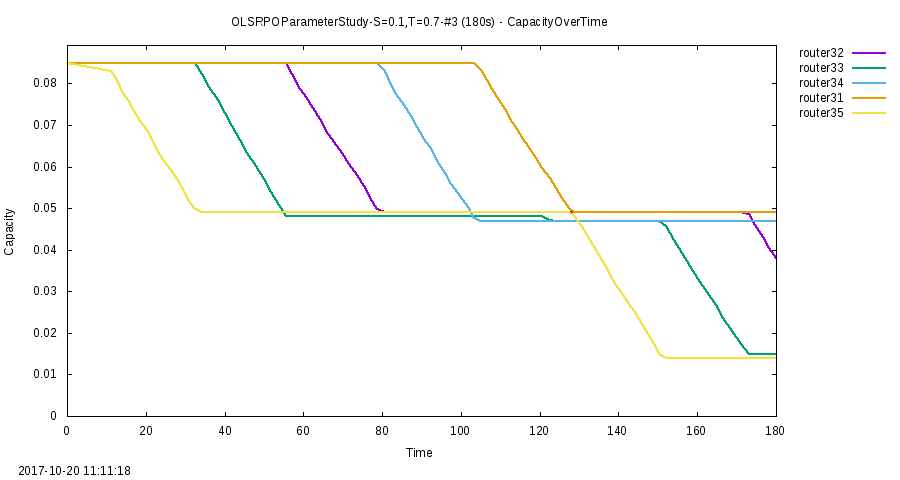 OLSRPOParameterStudy-S=0.1,T=0.7-#3 (180s) - CapacityOverTime
router32
router33
router34
router31
router35
0.08
0.07
0.06
0.05
0.04
0.03
0.02
0.01
0
Capacity
0 20 40 60 80 100 120 140 160 180
Time
2017-10-20 11:11:18